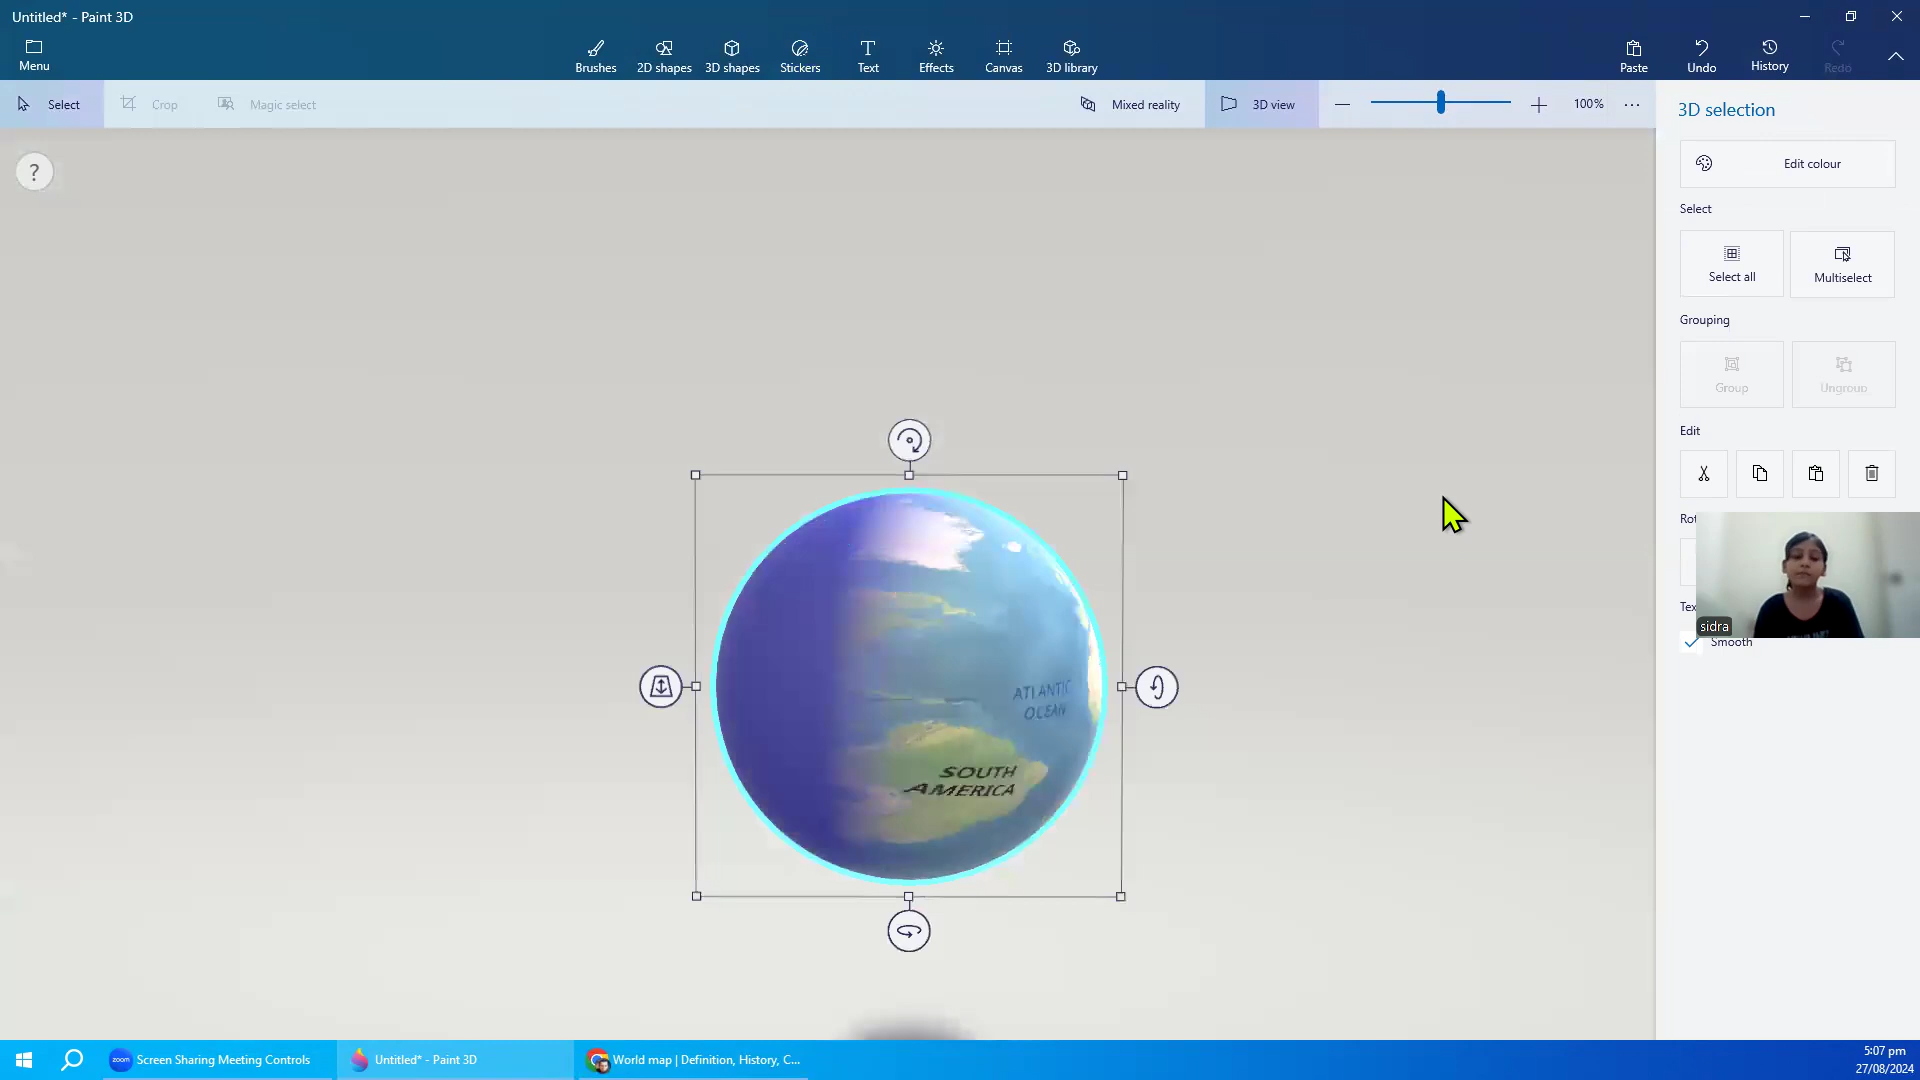 Untitled* - Paint 3D
Menu
Brushes
2D shapes
3D shapes
Stickers
Text
Effects
Canvas
3D library
Paste
Undo
History
Redo
Select
Crop
Magic select
Mixed reality
3D view
100%
3D selection
?
Edit colour
Select
Select all
Multiselect
Grouping
Group
Ungroup
Edit
Rot
Tex
sidra
Smooth
ATLANTIC
OCEAN
SOUTH
AMERICA
zoom
Screen Sharing Meeting Controls
Untitled* - Paint 3D
World map | Definition, History, C...
5:07 pm
27/08/2024